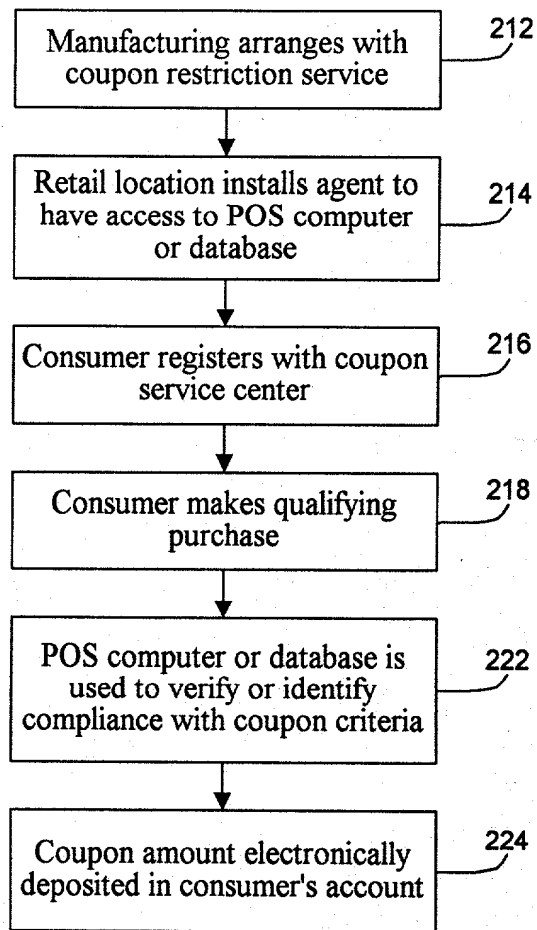 Manufacturing arranges with
coupon restriction service
212
Retail location installs agent to
have access to POS computer
or database
214
Consumer registers with coupon
service center
216
Consumer makes qualifying
purchase
218
POS computer or database is
used to verify or identify
compliance with coupon criteria
222
Coupon amount electronically
deposited in consumer's account
224